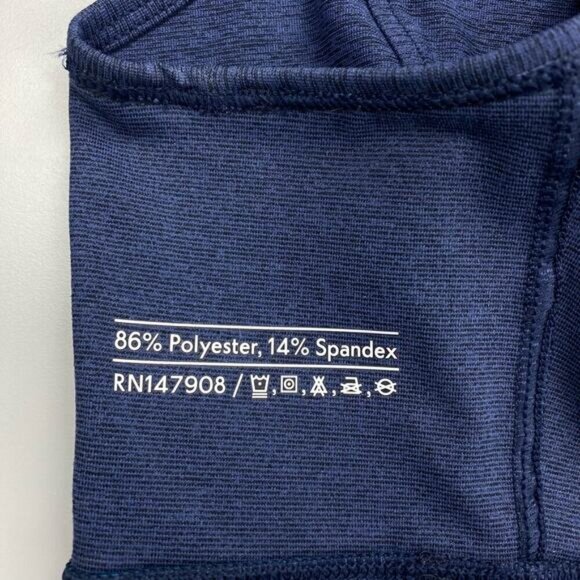 86% Polyester, 14% Spandex
RN147908 /